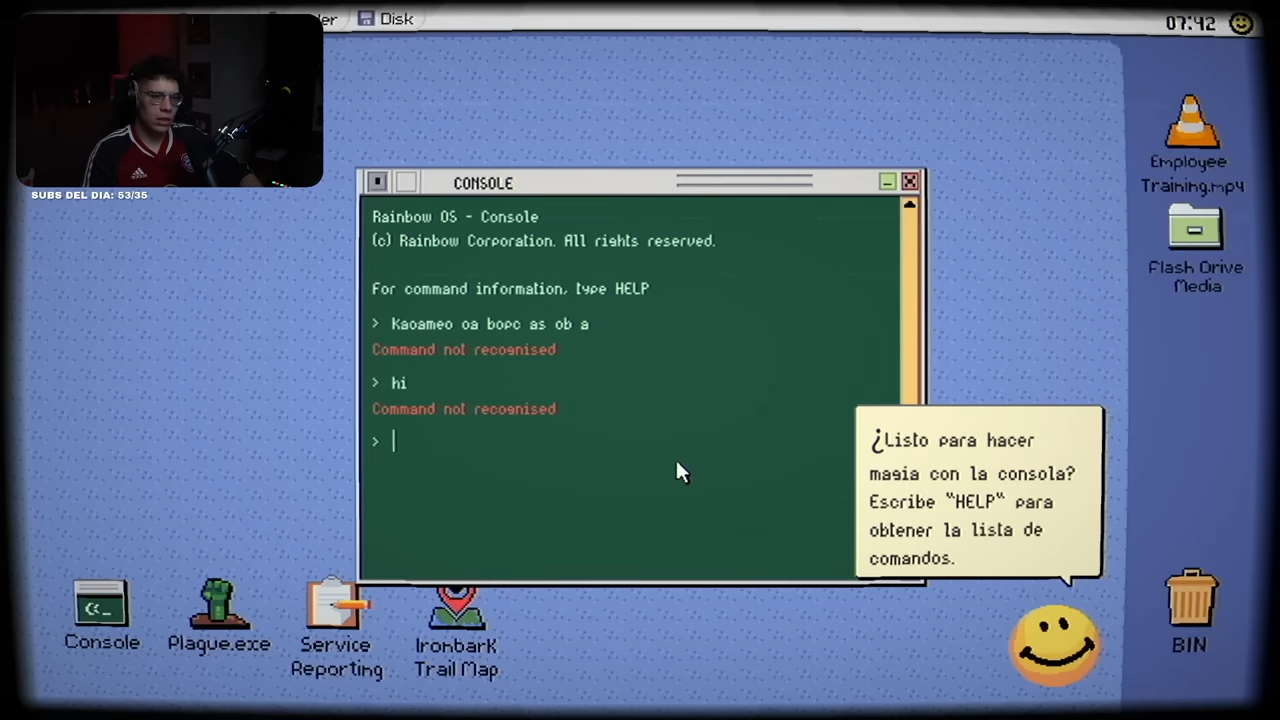 Disk
07:42
SUBS DEL DIA: 53/35
Employee
Training.mp4
Flash Drive
Media
CONSOLE
Rainbow OS - Console
(c) Rainbow Corporation. All rights reserved.
For command information, type HELP
> Kaoameo oa bopc as ob a
Command not recognised
> hi
Command not recognised
>
¿Listo para hacer
magia con la consola?
Escribe "HELP" para
obtener la lista de
comandos.
Console
Plague.exe
Service
Reporting
Ironbark
Trail Map
BIN